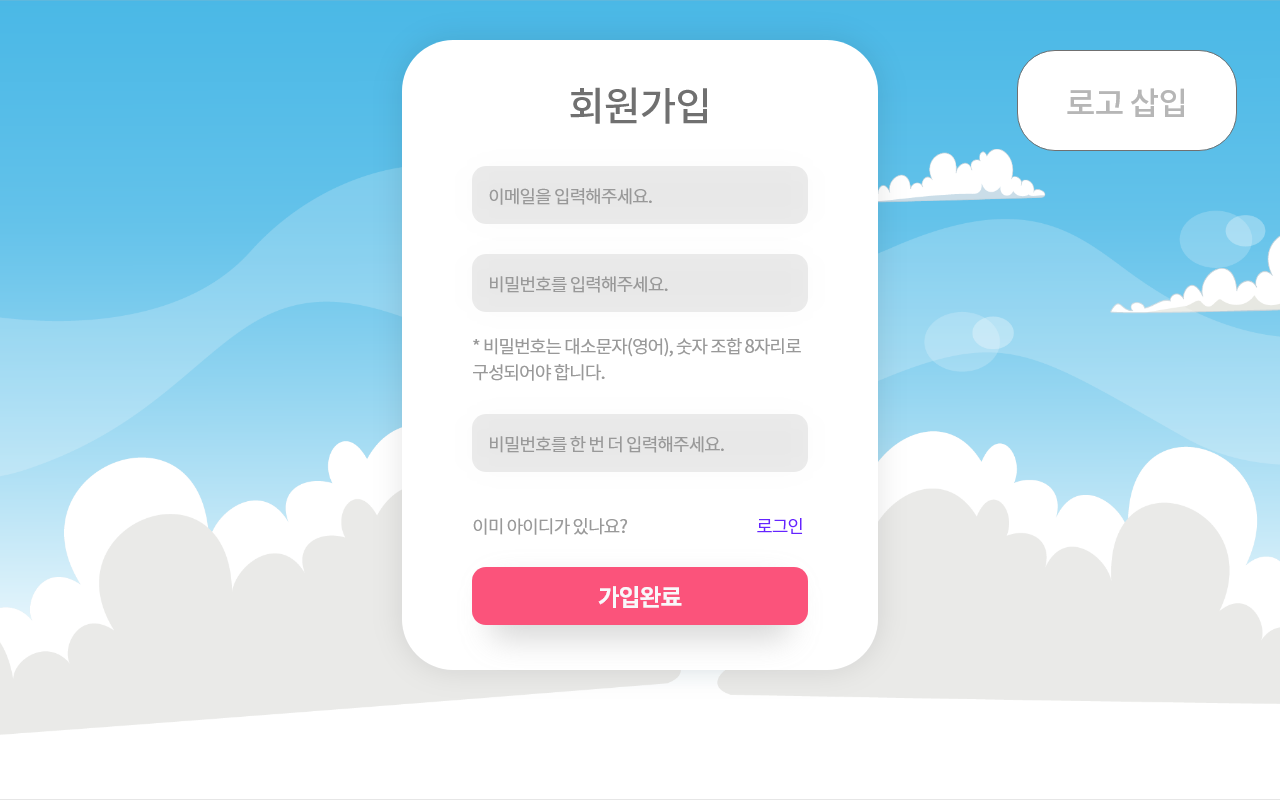 회원가입
로고 삽입
이메일을 입력해주세요.
비밀번호를 입력해주세요.
* 비밀번호는 대소문자(영어), 숫자 조합 8자리로
구성되어야 합니다.
비밀번호를 한 번 더 입력해주세요.
이미 아이디가 있나요? 로그인
가입완료